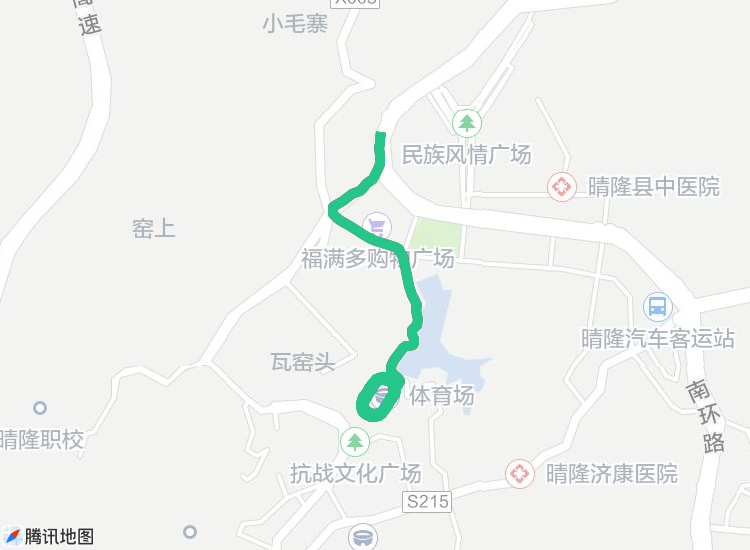 X003
高速
小毛寨
民族风情广场
晴隆县中医院
窑上
福满多购物广场
晴隆汽车客运站
瓦窑头
体育场
南环路
晴隆职校
抗战文化广场
晴隆济康医院
S215
腾讯地图